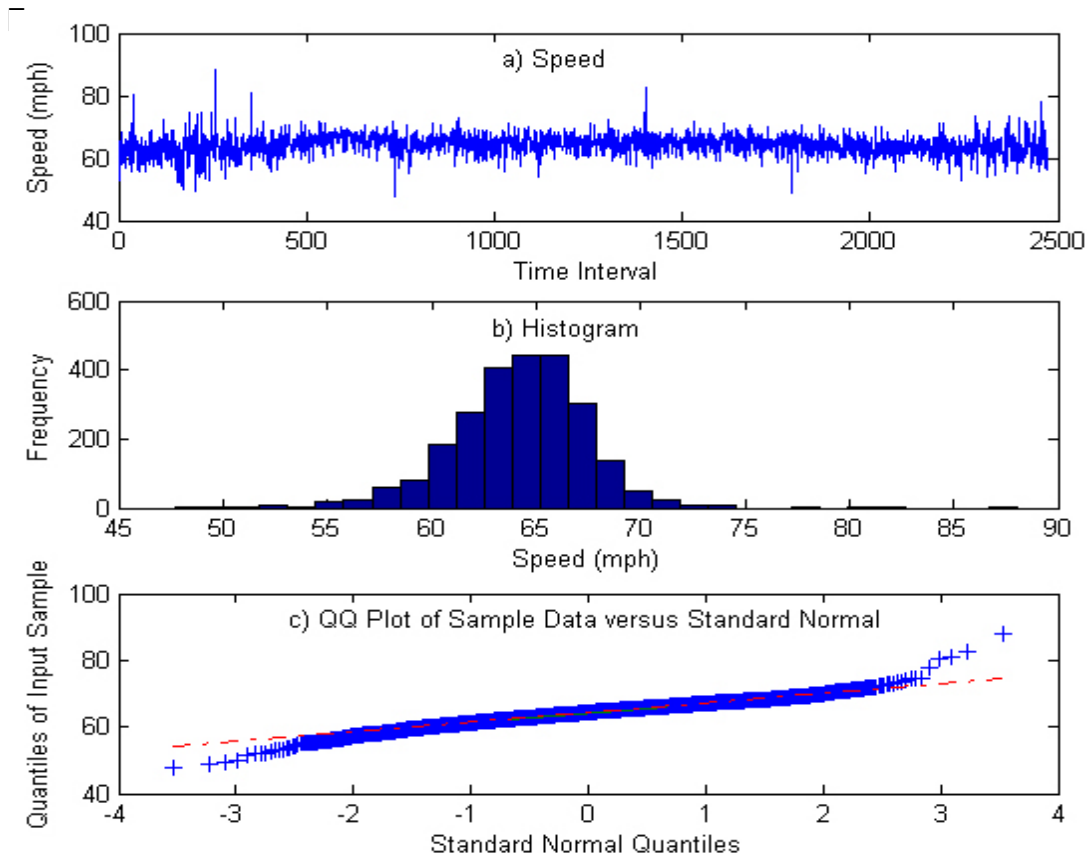 a) Speed
Speed (mph)
100
80
60
40
0 500 1000 1500 2000 2500
Time Interval
b) Histogram
Frequency
600
400
200
0
45 50 55 60 65 70 75 80 85 90
Speed (mph)
c) QQ Plot of Sample Data versus Standard Normal
Quantiles of Input Sample
100
80
60
40
-4 -3 -2 -1 0 1 2 3 4
Standard Normal Quantiles